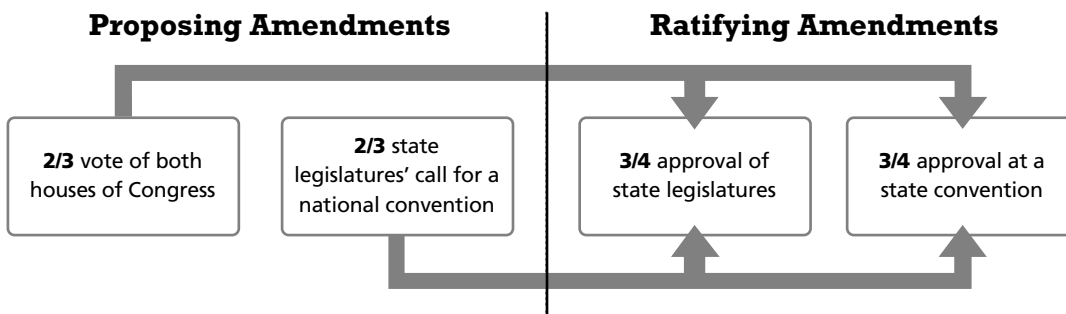 Proposing Amendments
Ratifying Amendments
2/3 vote of both
houses of Congress
2/3 state
legislatures’ call for a
national convention
3/4 approval of
state legislatures
3/4 approval at a
state convention